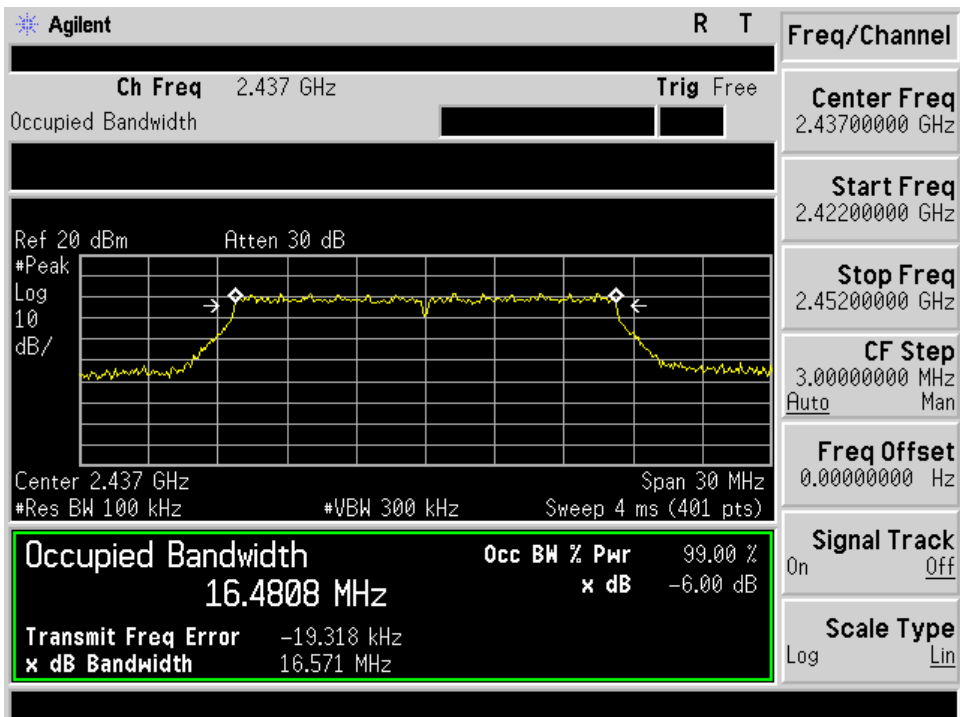 Agilent
R T
Freq/Channel
Ch Freq 2.437 GHz
Trig Free
Occupied Bandwidth
Center Freq
2.43700000 GHz
Start Freq
2.42200000 GHz
Stop Freq
2.45200000 GHz
CF Step
3.00000000 MHz
Auto Man
Freq Offset
0.00000000 Hz
Signal Track
On Off
Scale Type
Log Lin
Ref 20 dBm
Atten 30 dB
#Peak
Log
10
dB/
Center 2.437 GHz
Span 30 MHz
#Res BW 100 kHz
#VBW 300 kHz
Sweep 4 ms (401 pts)
Occupied Bandwidth
16.4808 MHz
Occ BW % Pwr 99.00 %
x dB -6.00 dB
Transmit Freq Error -19.318 kHz
x dB Bandwidth 16.571 MHz